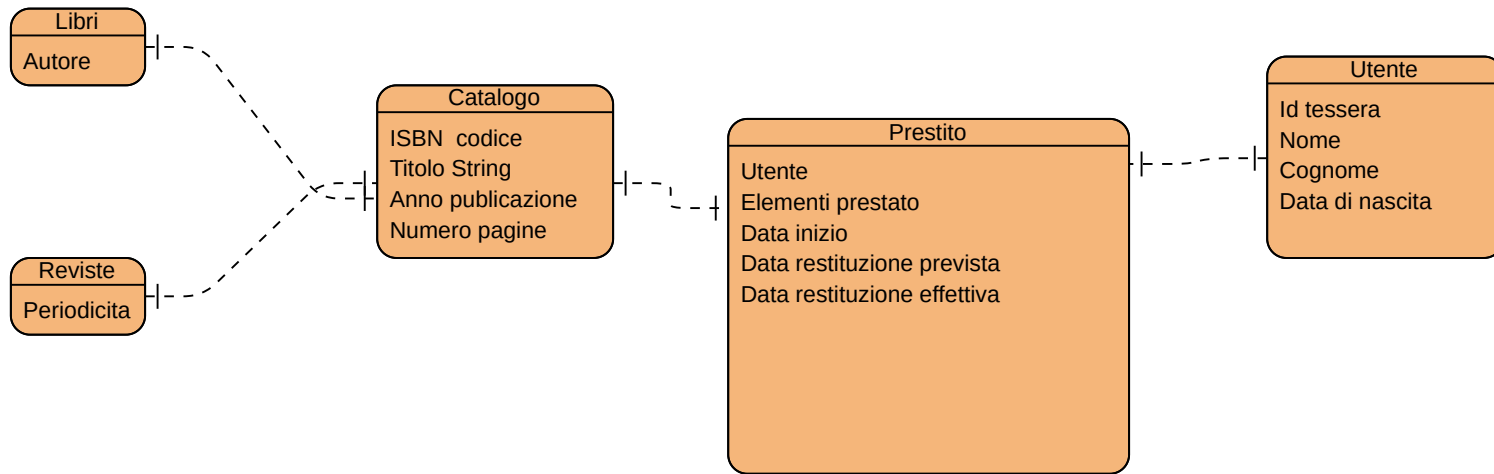 Libri
Autore
Reviste
Periodicita
Catalogo
ISBN  codice
Titolo String
Anno publicazione
Numero pagine
Prestito
Utente
Elementi prestato
Data inizio
Data restituzione prevista
Data restituzione effettiva
Utente
Id tessera
Nome
Cognome
Data di nascita